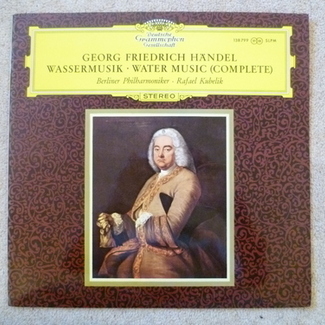 Deutsche
Grammophon
Gesellschaft
GEORG FRIEDRICH HÄNDEL
WASSERMUSIK · WATER MUSIC (COMPLETE)
Berliner Philharmoniker · Rafael Kubelik
STEREO